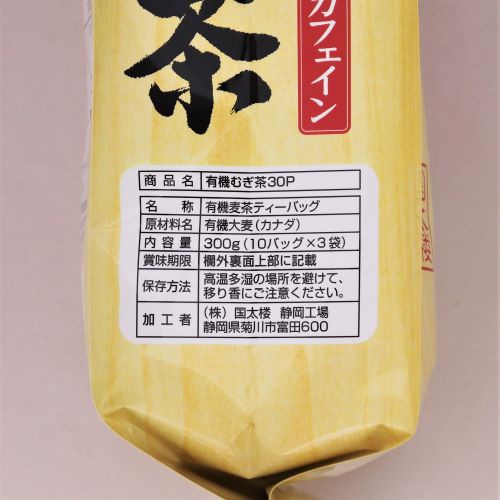 カフェイン
茶
商品名 有機むぎ茶30P
名称 有機麦茶ティーバッグ
原材料名 有機大麦(カナダ)
内容量 300g(10バッグ×3袋)
賞味期限 欄外裏面上部に記載
保存方法 高温多湿の場所を避けて、
移り香にご注意ください。
加工者 (株)国太楼 静岡工場
静岡県菊川市富田600